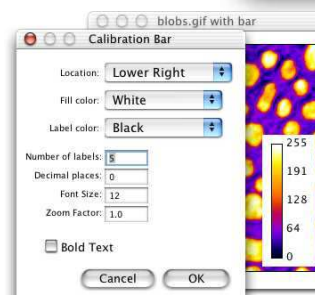 blobs.gif with bar
Calibration Bar
Location: Lower Right
Fill color: White
Label color: Black
Number of labels: 5
Decimal places: 0
Font Size: 12
Zoom Factor: 1.0
Bold Text
Cancel OK
255
191
128
64
0